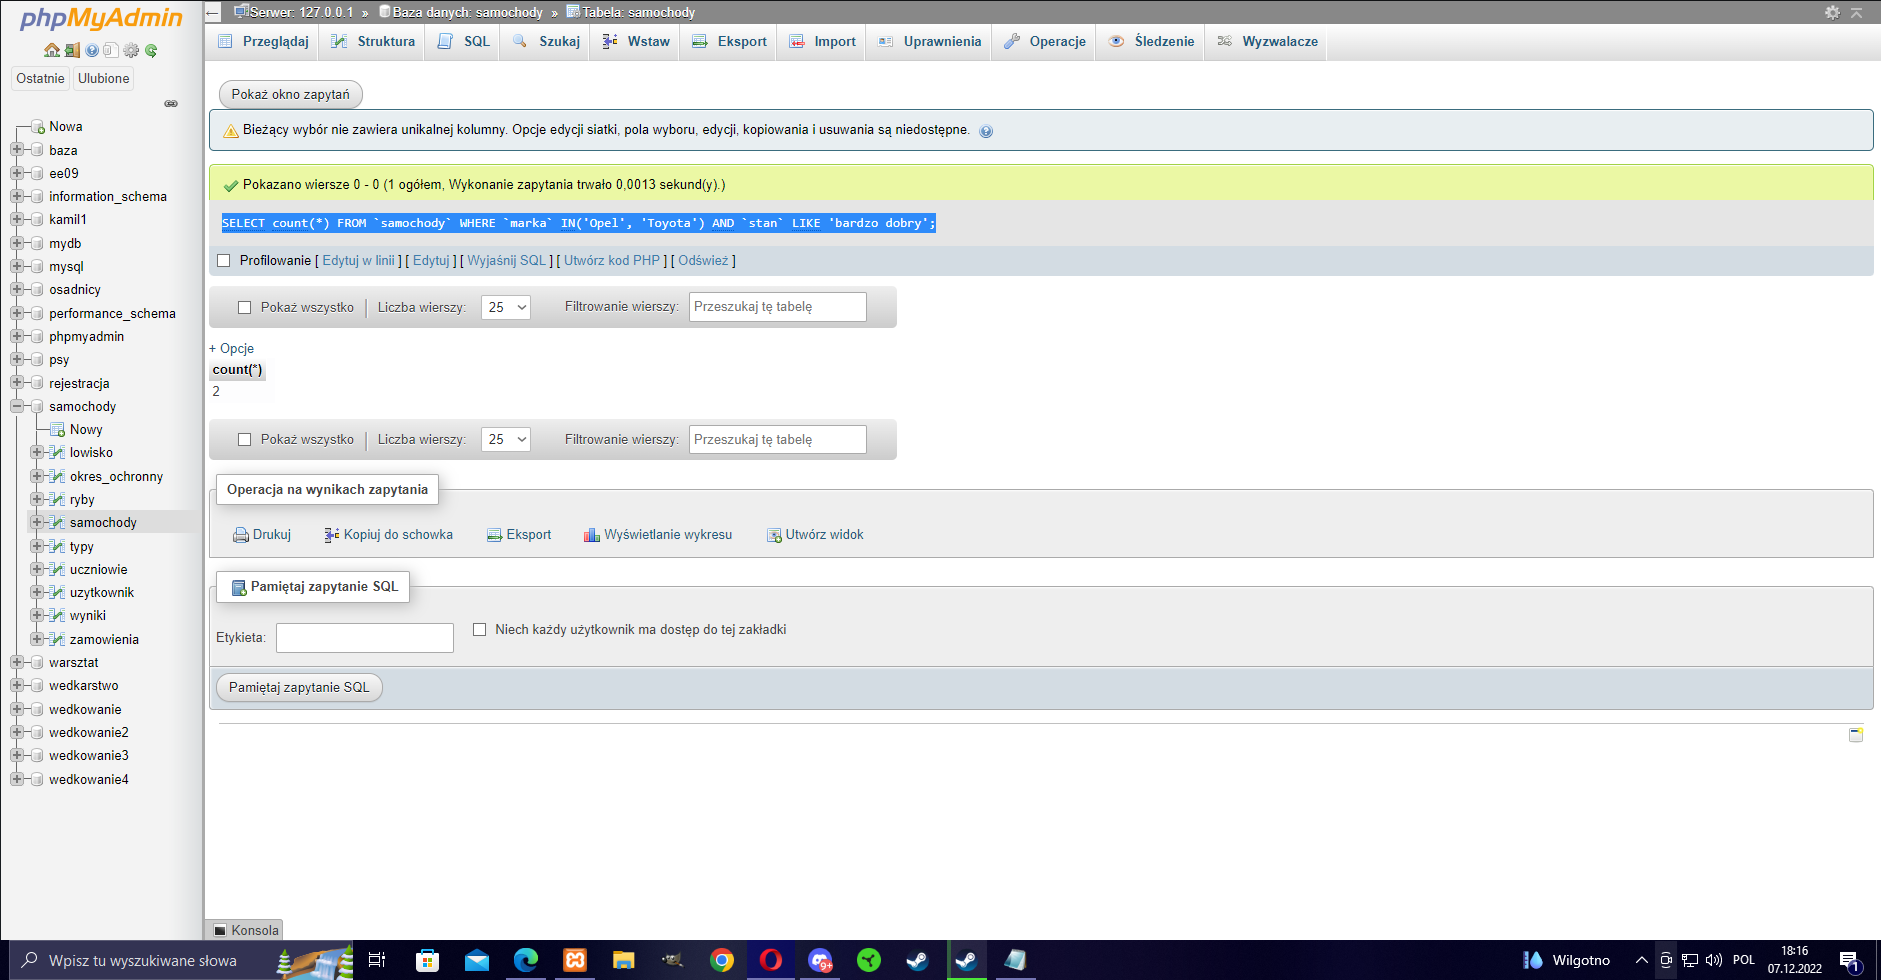 phpMyAdmin
Ostatnie Ulubione
Nowa
baza
ee09
information_schema
kamil1
mydb
mysql
osadnicy
performance_schema
phpmyadmin
psy
rejestracja
samochody
Nowy
lowisko
okres_ochronny
ryby
samochody
typy
uczniowie
uzytkownik
wyniki
zamowienia
warsztat
wedkarstwo
wedkowanie
wedkowanie2
wedkowanie3
wedkowanie4
Serwer: 127.0.0.1 » Baza danych: samochody » Tabela: samochody
Przeglądaj Struktura SQL Szukaj Wstaw Eksport Import Uprawnienia Operacje Śledzenie Wyzwalacze
Pokaż okno zapytań
Bieżący wybór nie zawiera unikalnej kolumny. Opcje edycji siatki, pola wyboru, edycji, kopiowania i usuwania są niedostępne.
Pokazano wiersze 0 - 0 (1 ogółem, Wykonanie zapytania trwało 0,0013 sekund(y).)
SELECT count(*) FROM `samochody` WHERE `marka` IN('Opel', 'Toyota') AND `stan` LIKE 'bardzo dobry';
Profilowanie [ Edytuj w linii ] [ Edytuj ] [ Wyjaśnij SQL ] [ Utwórz kod PHP ] [ Odśwież ]
Pokaż wszystko | Liczba wierszy: 25 Filtrowanie wierszy: Przeszukaj tę tabelę
+ Opcje
count(*)
2
Pokaż wszystko | Liczba wierszy: 25 Filtrowanie wierszy: Przeszukaj tę tabelę
Operacja na wynikach zapytania
Drukuj Kopiuj do schowka Eksport Wyświetlanie wykresu Utwórz widok
Pamiętaj zapytanie SQL
Etykieta: Niech każdy użytkownik ma dostęp do tej zakładki
Pamiętaj zapytanie SQL
Konsola
Wpisz tu wyszukiwane słowa
9+
Wilgotno
POL
18:16
07.12.2022
1